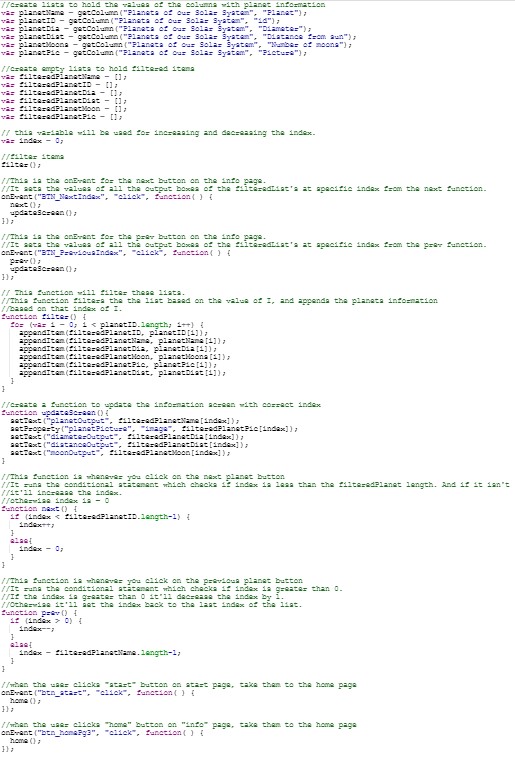 //create lists to hold the values of the columns with planet information
var planetName = getColumn("Planets of our Solar System", "Planet");
var planetID = getColumn("Planets of our Solar System", "id");
var planetDia = getColumn("Planets of our Solar System", "Diameter");
var planetDist = getColumn("Planets of our Solar System", "Distance from sun");
var planetMoons = getColumn("Planets of our Solar System", "Number of moons");
var planetPic = getColumn("Planets of our Solar System", "Picture");
//create empty lists to hold filtered items
var filteredPlanetName = [];
var filteredPlanetID = [];
var filteredPlanetDia = [];
var filteredPlanetDist = [];
var filteredPlanetMoon = [];
var filteredPlanetPic = [];
// this variable will be used for increasing and decreasing the index.
var index = 0;
//filter items
filter();
//This is the onEvent for the next button on the info page.
//It sets the values of all the output boxes of the filteredList's at specific index from the next function.
onEvent("BTN_NextIndex", "click", function( ) {
  next();
  updateScreen();
});
//This is the onEvent for the prev button on the info page.
//It sets the values of all the output boxes of the filteredList's at specific index from the prev function.
onEvent("BTN_PreviousIndex", "click", function( ) {
  prev();
  updateScreen();
});
// This function will filter these lists.
//This function filters the the list based on the value of I, and appends the planets information
//based on that index of I.
function filter() {
  for (var i = 0; i < planetID.length; i++) {
    appendItem(filteredPlanetID, planetID[i]);
    appendItem(filteredPlanetName, planetName[i]);
    appendItem(filteredPlanetDia, planetDia[i]);
    appendItem(filteredPlanetMoon, planetMoons[i]);
    appendItem(filteredPlanetPic, planetPic[i]);
    appendItem(filteredPlanetDist, planetDist[i]);
  }
}
//create a function to update the information screen with correct index
function updateScreen(){
  setText("planetOutput", filteredPlanetName[index]);
  setProperty("planetPicture", "image", filteredPlanetPic[index]);
  setText("diameterOutput", filteredPlanetDia[index]);
  setText("distanceOutput", filteredPlanetDist[index]);
  setText("moonOutput", filteredPlanetMoon[index]);
}
//This function is whenever you click on the next planet button
//It runs the conditional statement which checks if index is less than the filteredPlanet length. And if it isn't
//it'll increase the index.
//otherwise index is = 0
function next() {
  if (index < filteredPlanetID.length-1) {
    index++;
  }
  else{
    index = 0;
  }
}
//This function is whenever you click on the previous planet button
//It runs the conditional statement which checks if index is greater than 0.
//If the index is greater than 0 it'll decrease the index by 1.
//Otherwise it'll set the index back to the last index of the list.
function prev() {
  if (index > 0) {
    index--;
  }
  else{
    index = filteredPlanetName.length-1;
  }
}
//when the user clicks "start" button on start page, take them to the home page
onEvent("btn_start", "click", function( ) {
  home();
});
//when the user clicks "home" button on "info" page, take them to the home page
onEvent("btn_homePg3", "click", function( ) {
  home();
});